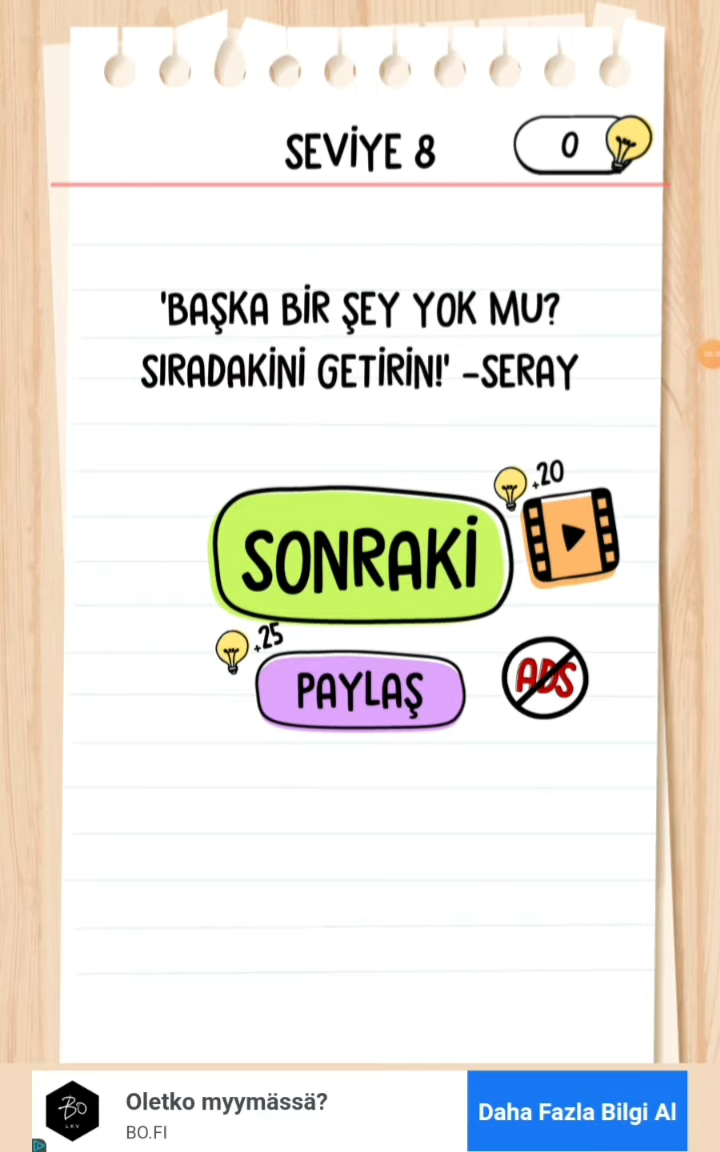 SEVİYE 8
0
'BAŞKA BİR ŞEY YOK MU?
SIRADAKİNİ GETİRİN!' -SERAY
+20
SONRAKİ
+25
PAYLAŞ
ADS
BO
LKV
Oletko myymässä?
BO.FI
Daha Fazla Bilgi Al